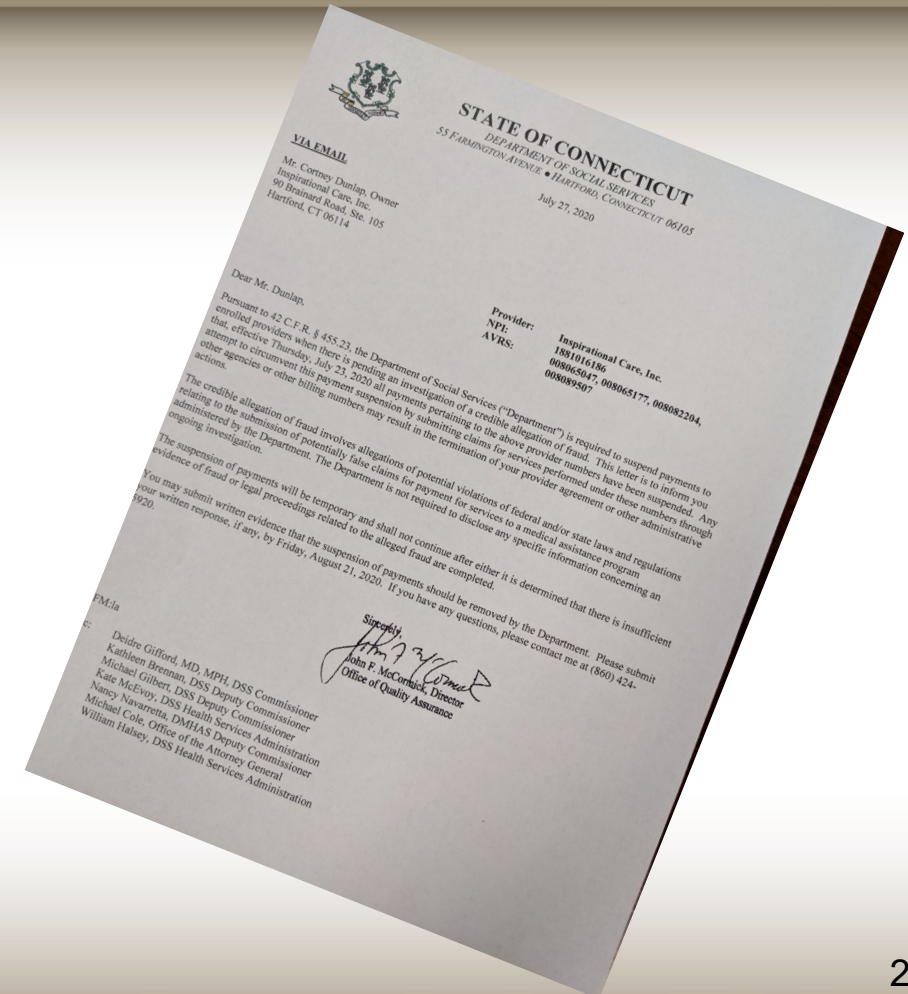 STATE OF CONNECTICUT
DEPARTMENT OF SOCIAL SERVICES
55 FARMINGTON AVENUE ● HARTFORD, CONNECTICUT 06105
July 27, 2020
VIA EMAIL
Mr. Cortney Dunlap, Owner
Inspirational Care, Inc.
90 Brainard Road, Ste. 105
Hartford, CT 06114
Provider: Inspirational Care, Inc.
NPI: 1881016186
AVRS: 008065047, 008065177, 008082204,
008089507
Dear Mr. Dunlap,
Pursuant to 42 C.F.R. § 455.23, the Department of Social Services ("Department") is required to suspend payments to
enrolled providers when there is pending an investigation of a credible allegation of fraud. This letter is to inform you
that, effective Thursday, July 23, 2020 all payments pertaining to the above provider numbers have been suspended. Any
attempt to circumvent this payment suspension by submitting claims for services performed under these numbers through
other agencies or other billing numbers may result in the termination of your provider agreement or other administrative
actions.
The credible allegation of fraud involves allegations of potential violations of federal and/or state laws and regulations
relating to the submission of potentially false claims for payment for services to a medical assistance program
administered by the Department. The Department is not required to disclose any specific information concerning an
ongoing investigation.
The suspension of payments will be temporary and shall not continue after either it is determined that there is insufficient
evidence of fraud or legal proceedings related to the alleged fraud are completed.
You may submit written evidence that the suspension of payments should be removed by the Department. Please submit
your written response, if any, by Friday, August 21, 2020. If you have any questions, please contact me at (860) 424-
5920.
Sincerely,
John F. McCormick, Director
Office of Quality Assurance
FM:la
c:
Deidre Gifford, MD, MPH, DSS Commissioner
Kathleen Brennan, DSS Deputy Commissioner
Michael Gilbert, DSS Deputy Commissioner
Kate McEvoy, DSS Health Services Administration
Nancy Navarretta, DMHAS Deputy Commissioner
Michael Cole, Office of the Attorney General
William Halsey, DSS Health Services Administration
2